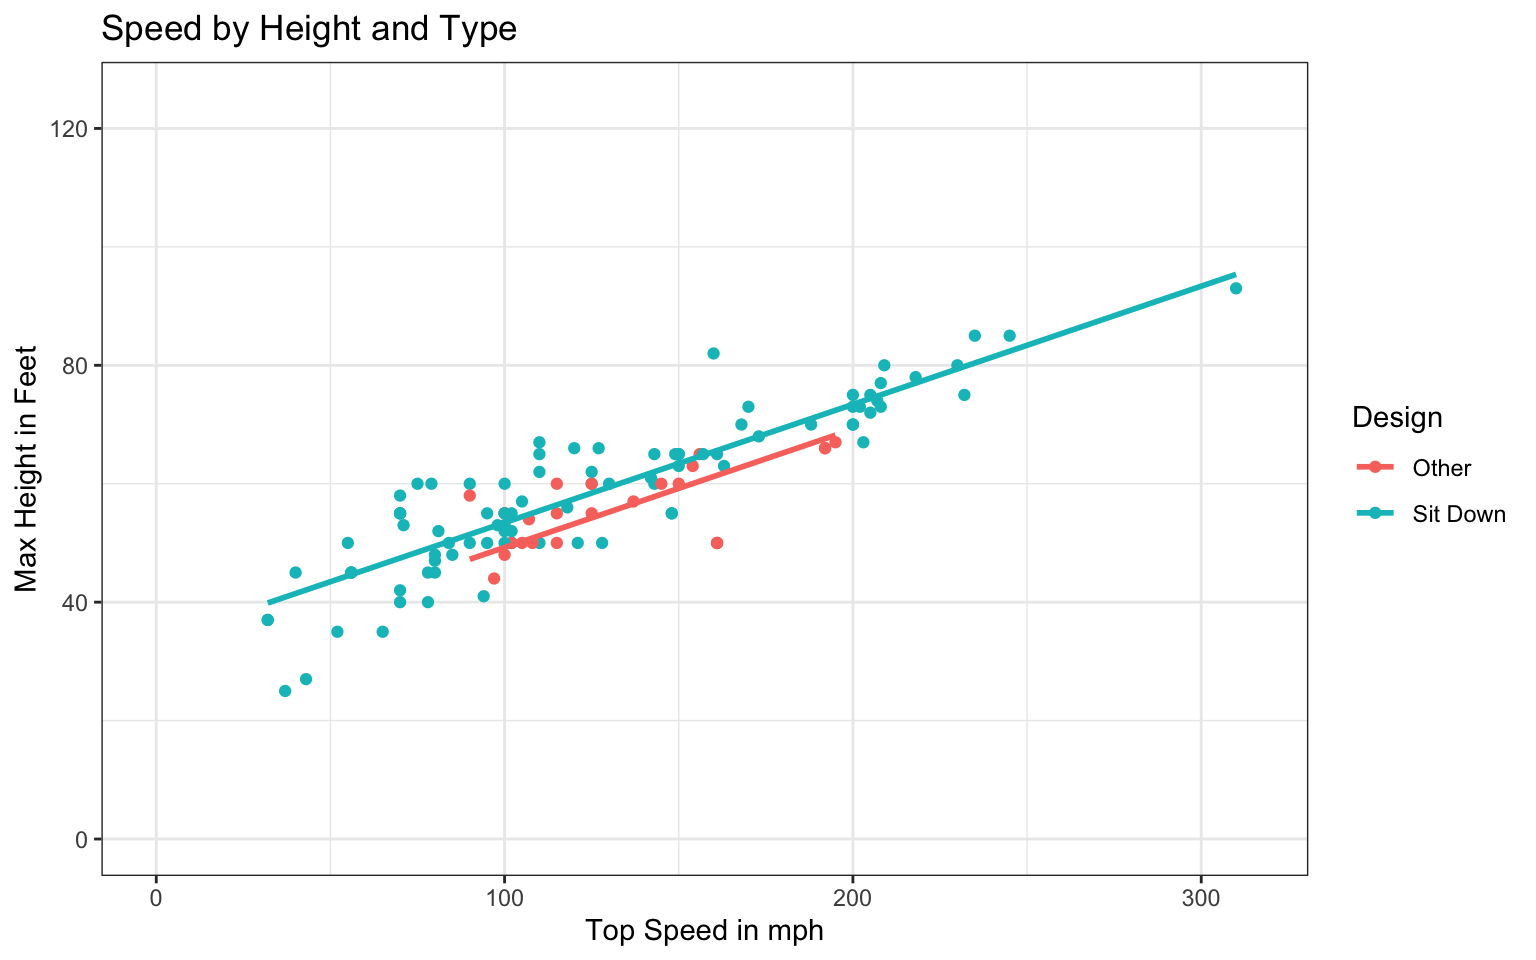 Speed by Height and Type
Max Height in Feet
120
80
40
0
0 100 200 300
Top Speed in mph
Design
Other
Sit Down